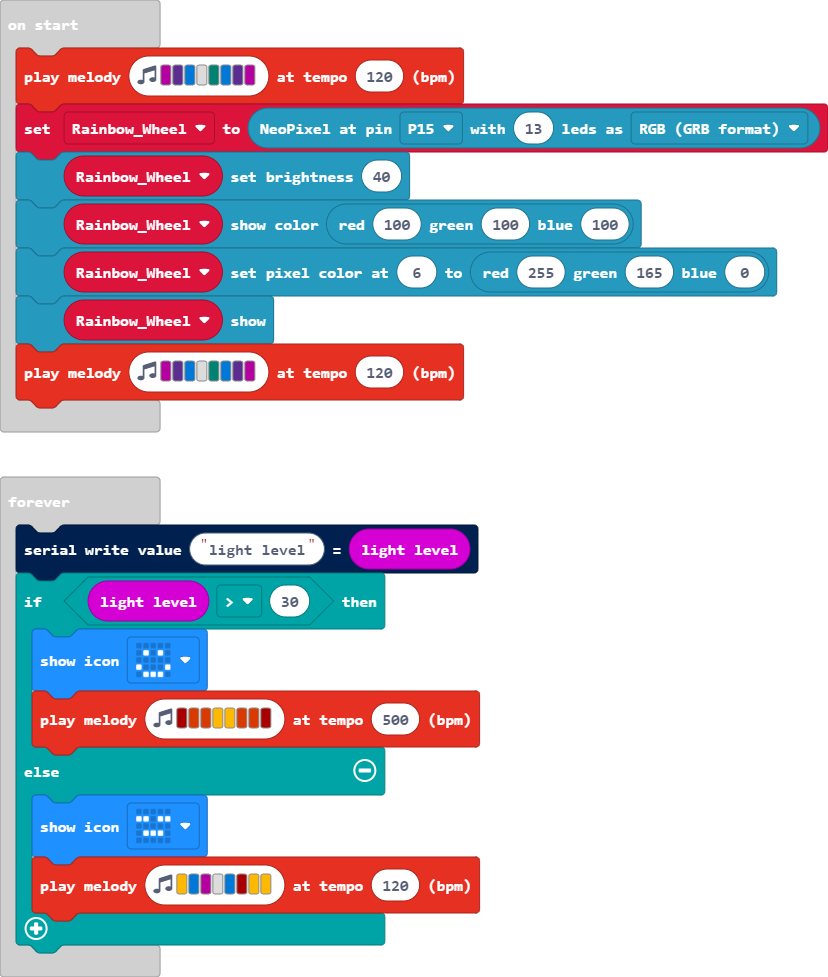 on start
play melody at tempo 120 (bpm)
set Rainbow_Wheel to NeoPixel at pin P15 with 13 leds as RGB (GRB format)
Rainbow_Wheel set brightness 40
Rainbow_Wheel show color red 100 green 100 blue 100
Rainbow_Wheel set pixel color at 6 to red 255 green 165 blue 0
Rainbow_Wheel show
play melody at tempo 120 (bpm)
forever
serial write value "light level" = light level
if light level > 30 then
show icon
play melody at tempo 500 (bpm)
else
show icon
play melody at tempo 120 (bpm)